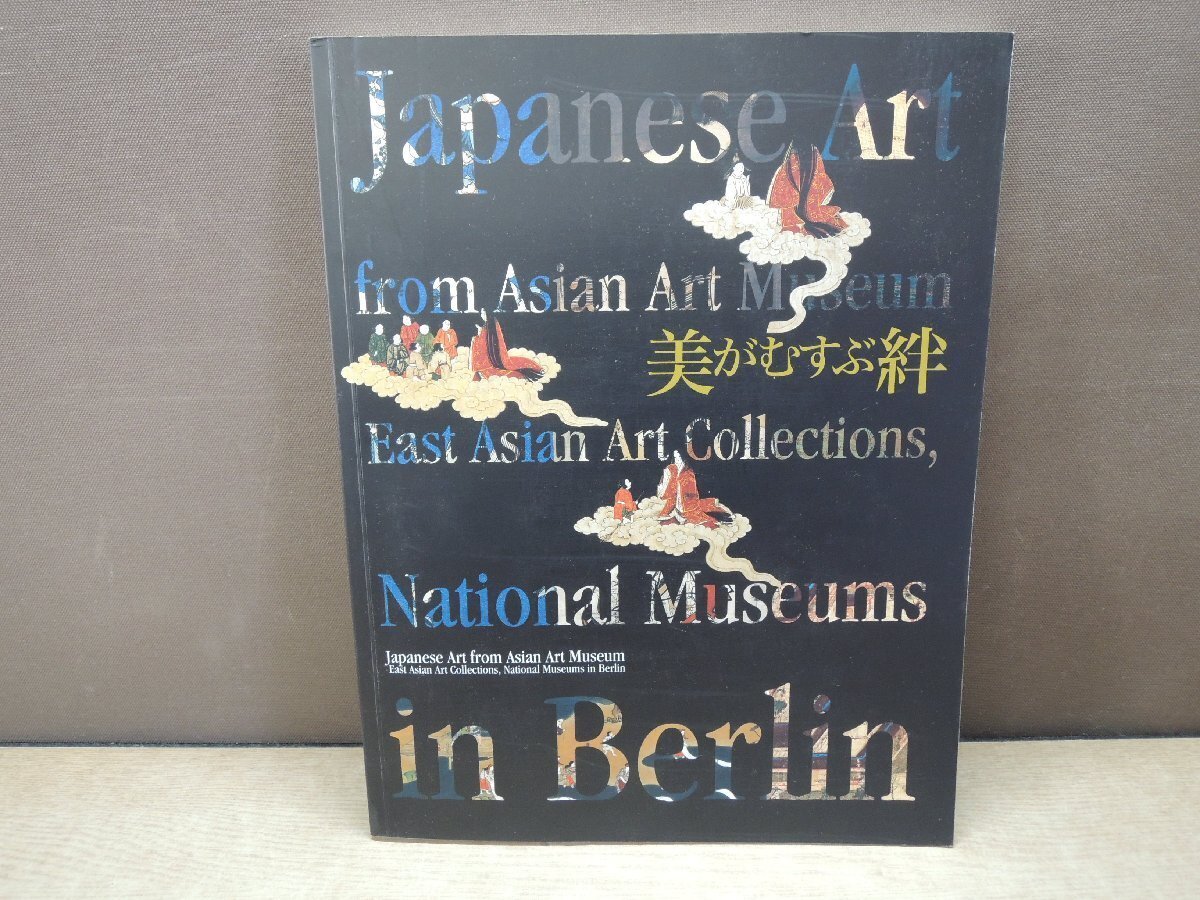 Japanese Art
from Asian Art Museum
美がむすぶ絆
East Asian Art Collections,
National Museums
Japanese Art from Asian Art Museum
East Asian Art Collections, National Museums in Berlin
in Berlin